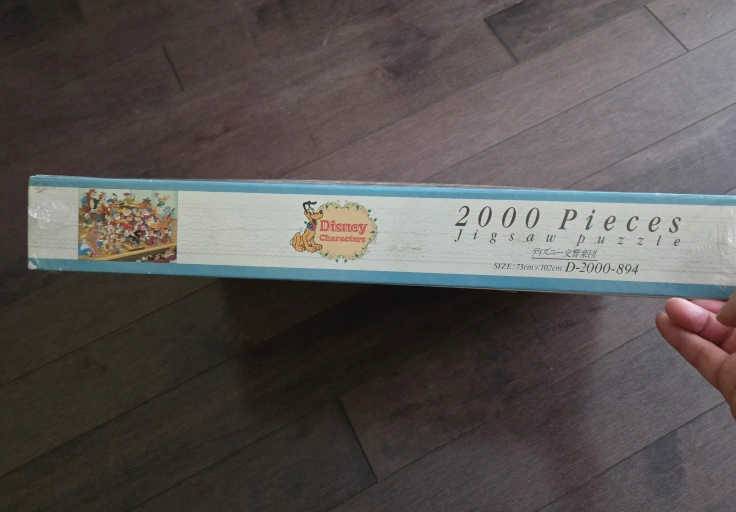 Disney
Characters
2000 Pieces
Jigsaw puzzle
ディズニー交響楽団
SIZE: 73cm×102cm D-2000-894